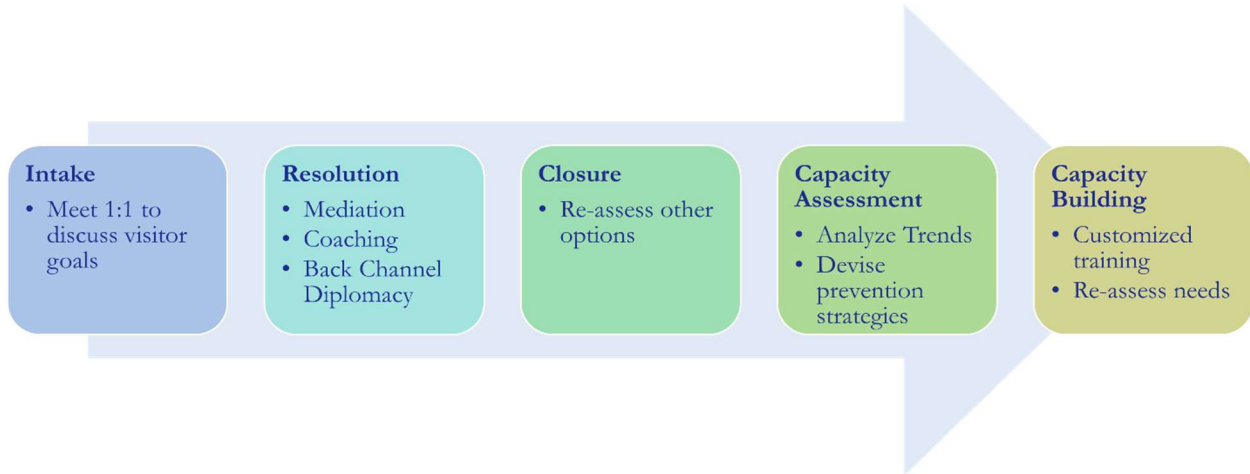 Intake
• Meet 1:1 to
discuss visitor
goals
Resolution
• Mediation
• Coaching
• Back Channel
Diplomacy
Closure
• Re-assess other
options
Capacity
Assessment
• Analyze Trends
• Devise
prevention
strategies
Capacity
Building
• Customized
training
• Re-assess needs